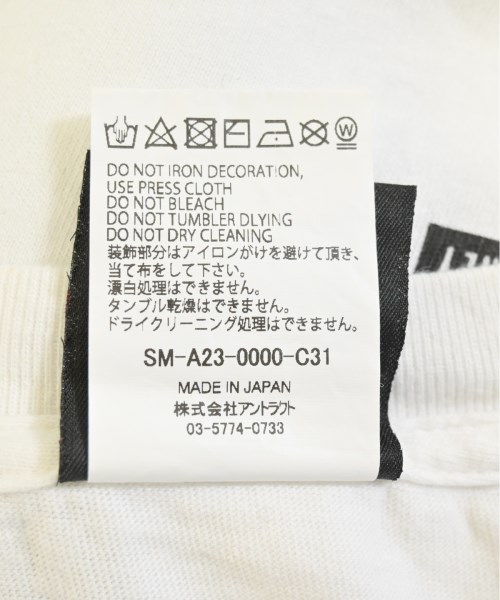 W
DO NOT IRON DECORATION,
USE PRESS CLOTH
DO NOT BLEACH
DO NOT TUMBLER DLYING
DO NOT DRY CLEANING
装飾部分はアイロンがけを避けて頂き、
当て布をして下さい。
漂白処理はできません。
タンブル乾燥はできません。
ドライクリーニング処理はできません。
SM-A23-0000-C31
MADE IN JAPAN
株式会社アントラクト
03-5774-0733